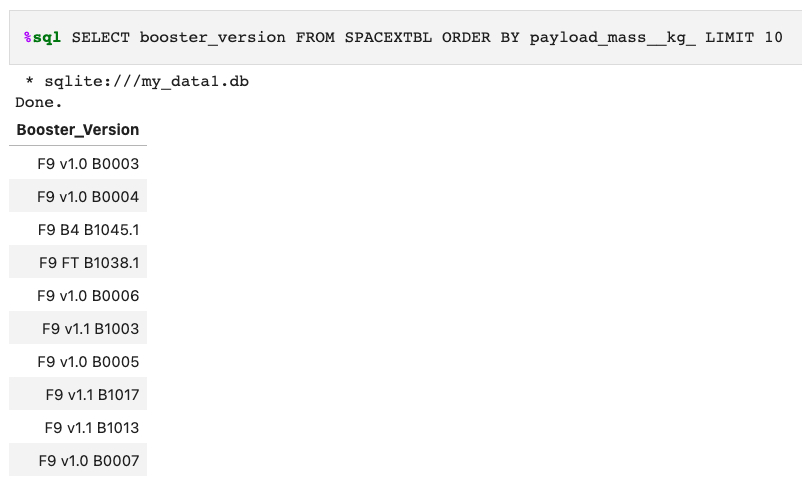 %sql SELECT booster_version FROM SPACEXTBL ORDER BY payload_mass__kg_ LIMIT 10
* sqlite:///my_data1.db
Done.
Booster_Version
F9 v1.0 B0003
F9 v1.0 B0004
F9 B4 B1045.1
F9 FT B1038.1
F9 v1.0 B0006
F9 v1.1 B1003
F9 v1.0 B0005
F9 v1.1 B1017
F9 v1.1 B1013
F9 v1.0 B0007